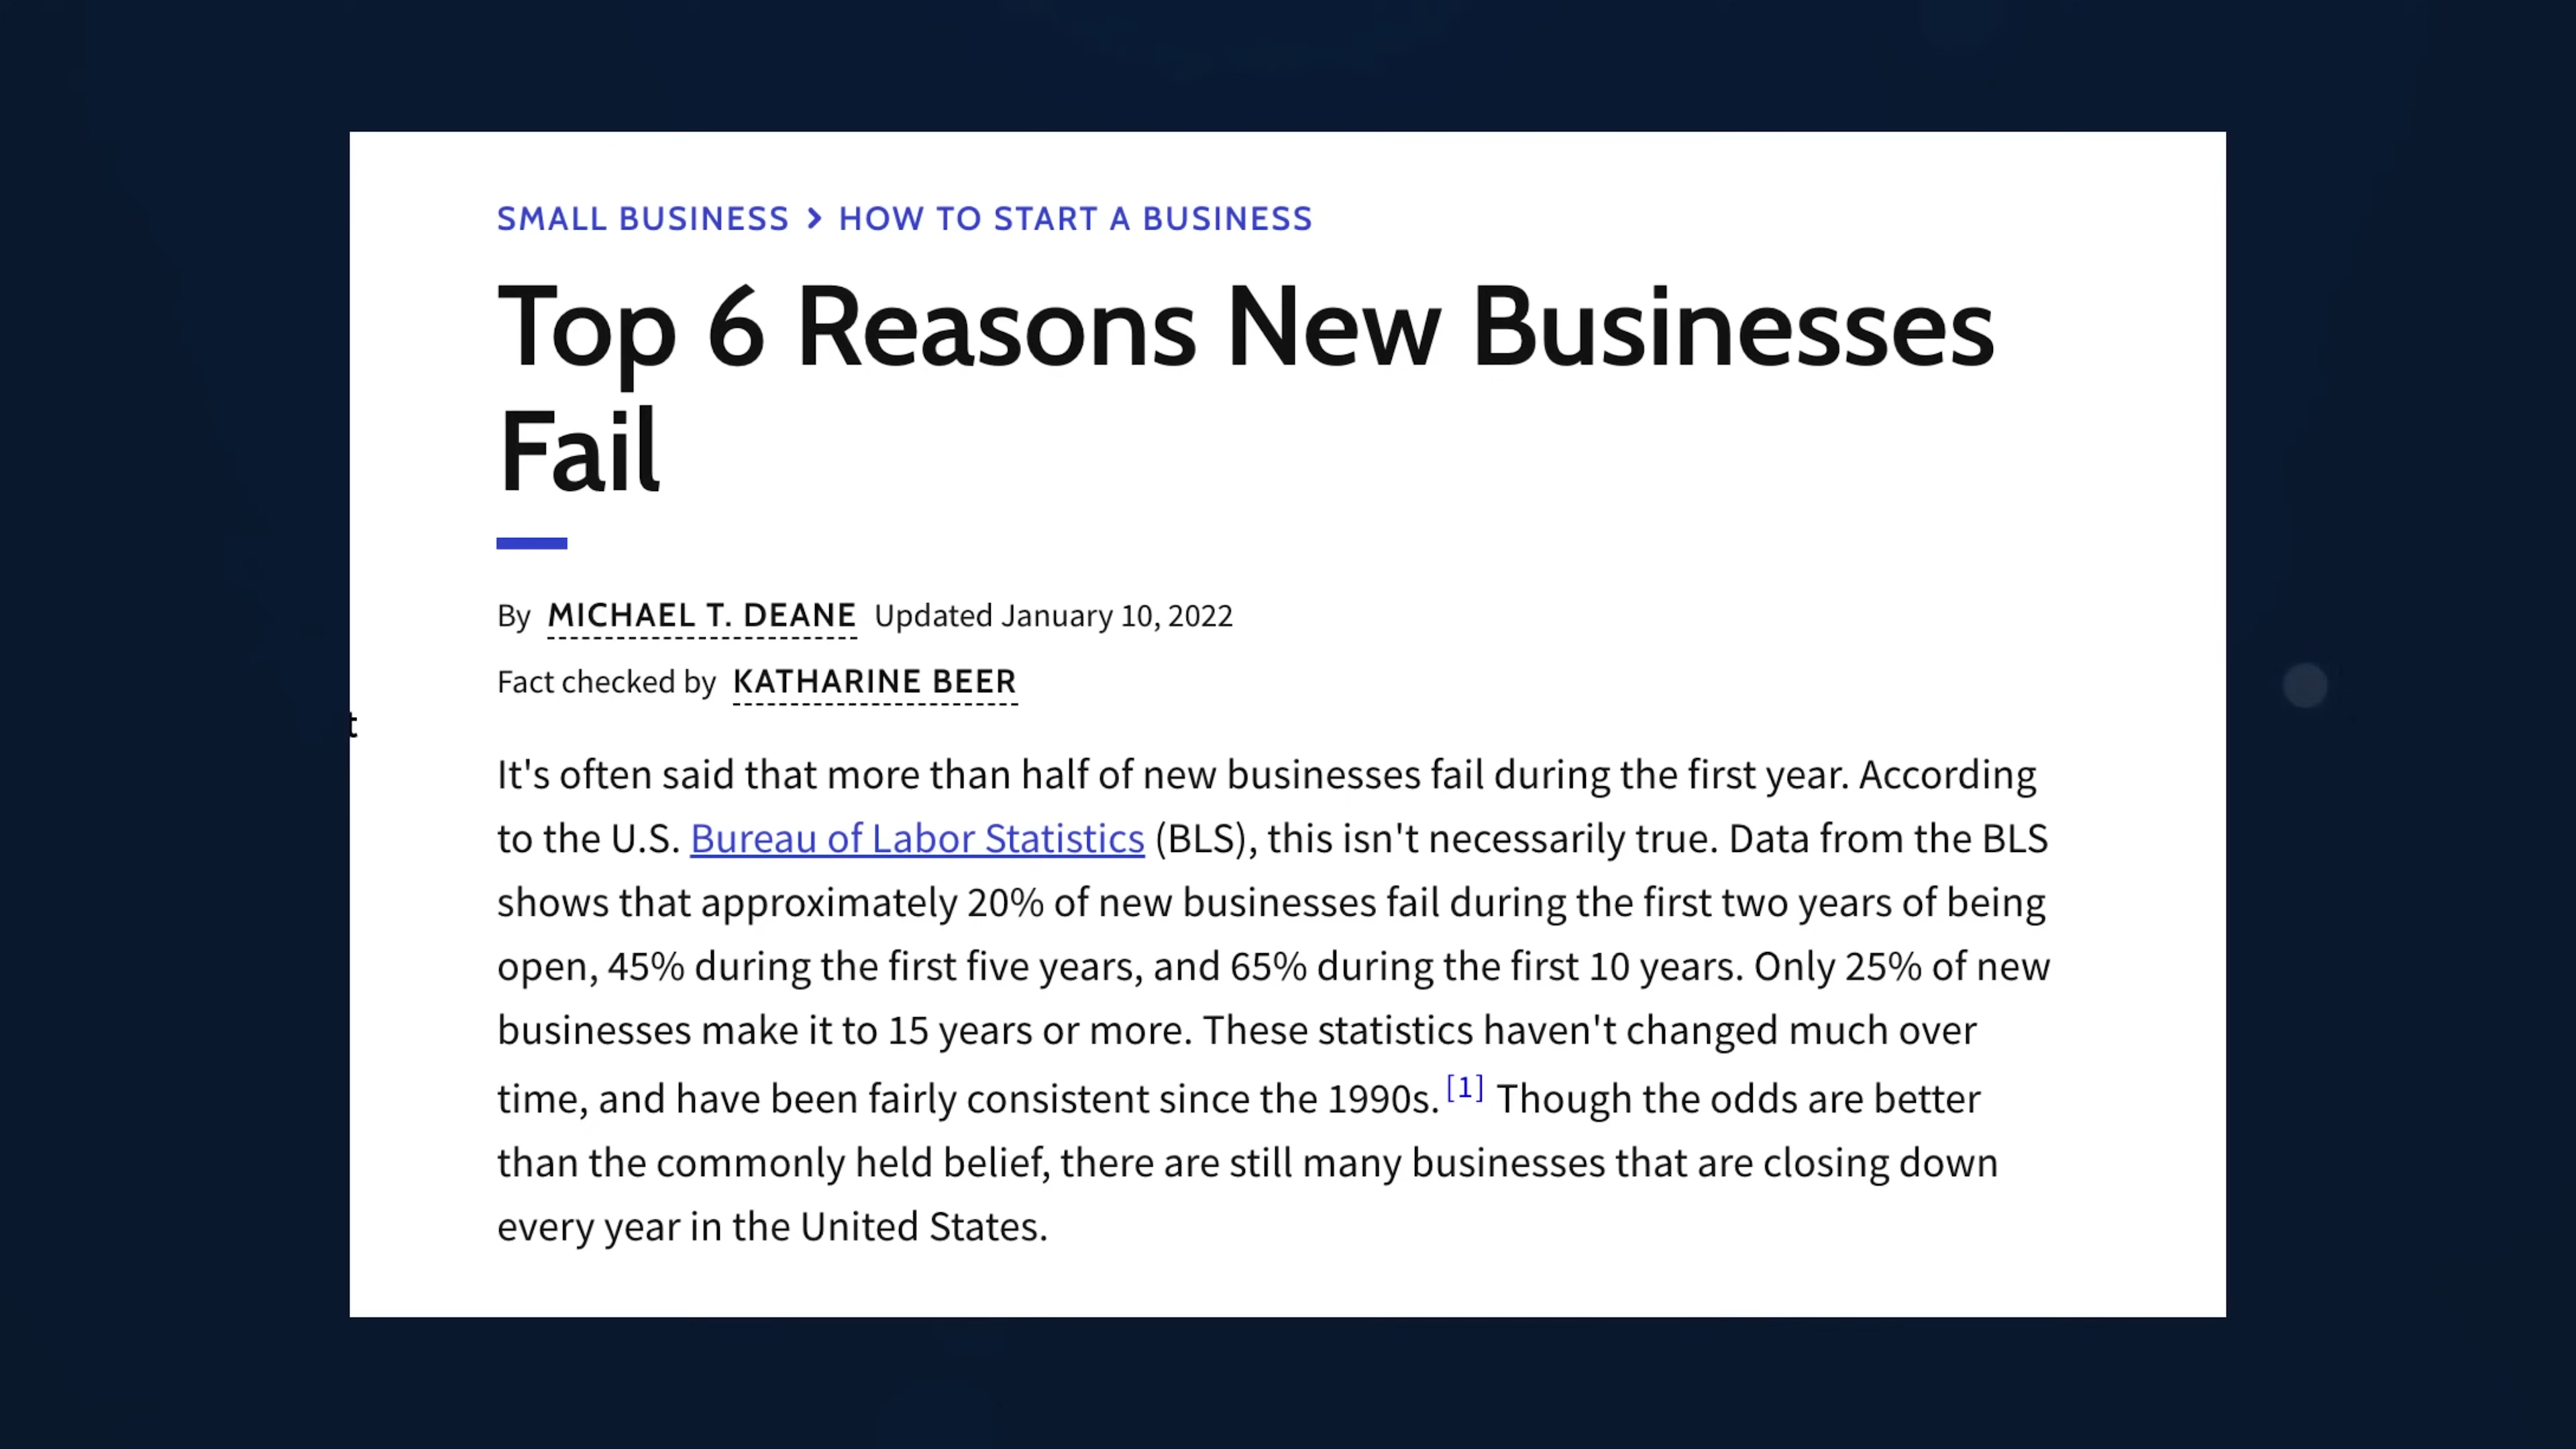 SMALL BUSINESS > HOW TO START A BUSINESS
Top 6 Reasons New Businesses
Fail
By MICHAEL T. DEANE Updated January 10, 2022
Fact checked by KATHARINE BEER
t
It's often said that more than half of new businesses fail during the first year. According
to the U.S. Bureau of Labor Statistics (BLS), this isn't necessarily true. Data from the BLS
shows that approximately 20% of new businesses fail during the first two years of being
open, 45% during the first five years, and 65% during the first 10 years. Only 25% of new
businesses make it to 15 years or more. These statistics haven't changed much over
time, and have been fairly consistent since the 1990s. [1] Though the odds are better
than the commonly held belief, there are still many businesses that are closing down
every year in the United States.